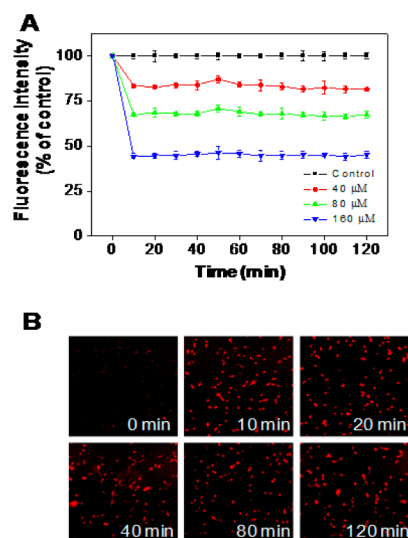 A
Fluorescence Intensity
(% of control)
100
75
50
25
0
Control
40 µM
80 µM
160 µM
0 20 40 60 80 100 120
Time (min)
B
0 min
10 min
20 min
40 min
80 min
120 min